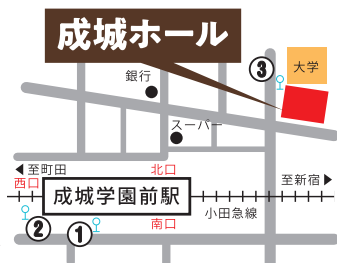 成城ホール
③
大学
銀行
スーパー
◀至町田
北口
西口
至新宿▶
成城学園前駅
小田急線
②
①
南口